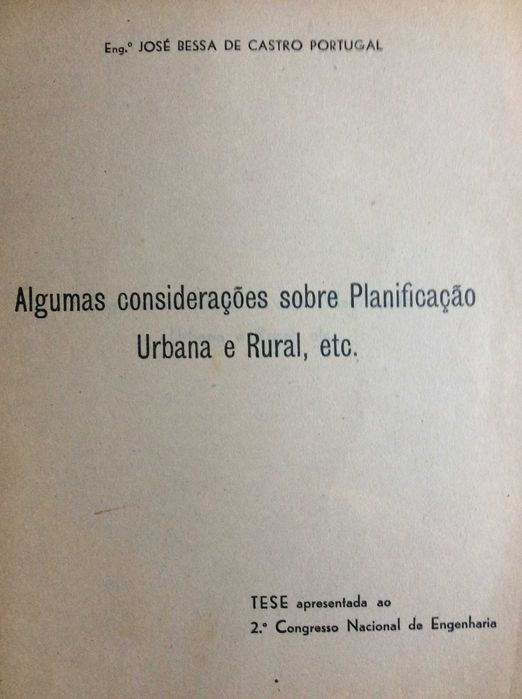 Eng.º JOSÉ BESSA DE CASTRO PORTUGAL
Algumas considerações sobre Planificação
Urbana e Rural, etc.
TESE apresentada ao
2.º Congresso Nacional de Engenharia